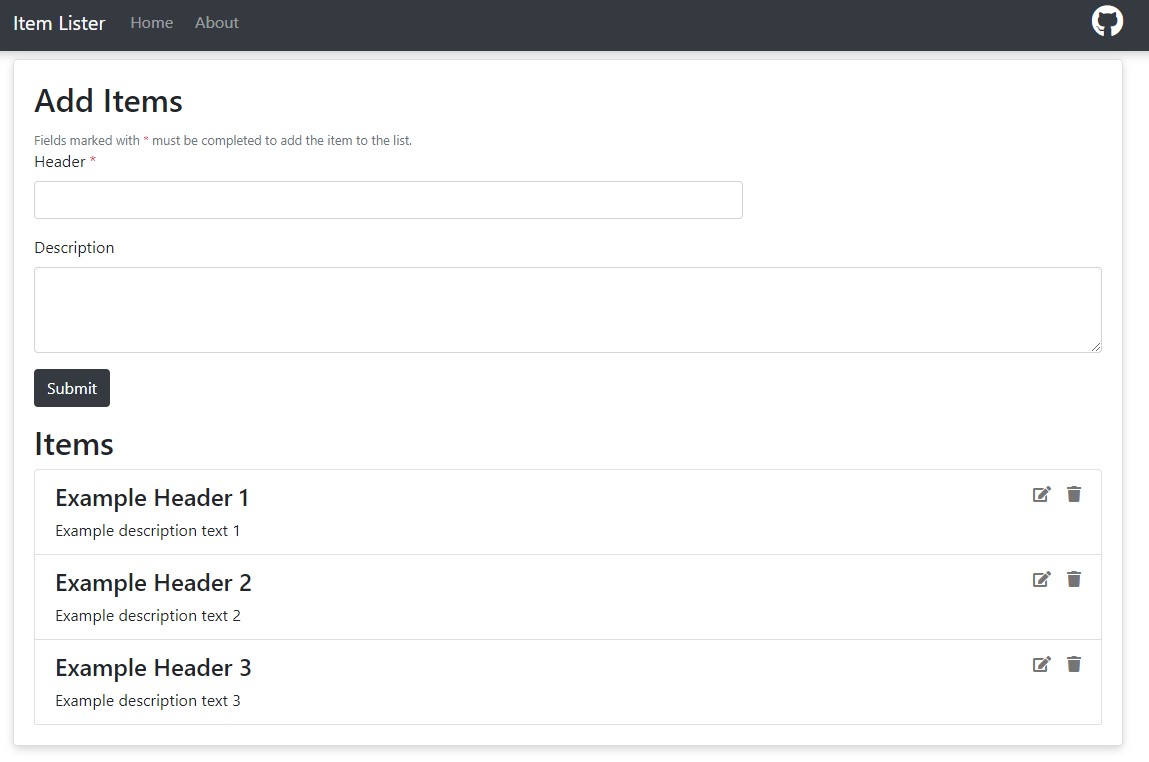 Item Lister Home About
Add Items
Fields marked with * must be completed to add the item to the list.
Header *
Description
Submit
Items
Example Header 1
Example description text 1
Example Header 2
Example description text 2
Example Header 3
Example description text 3